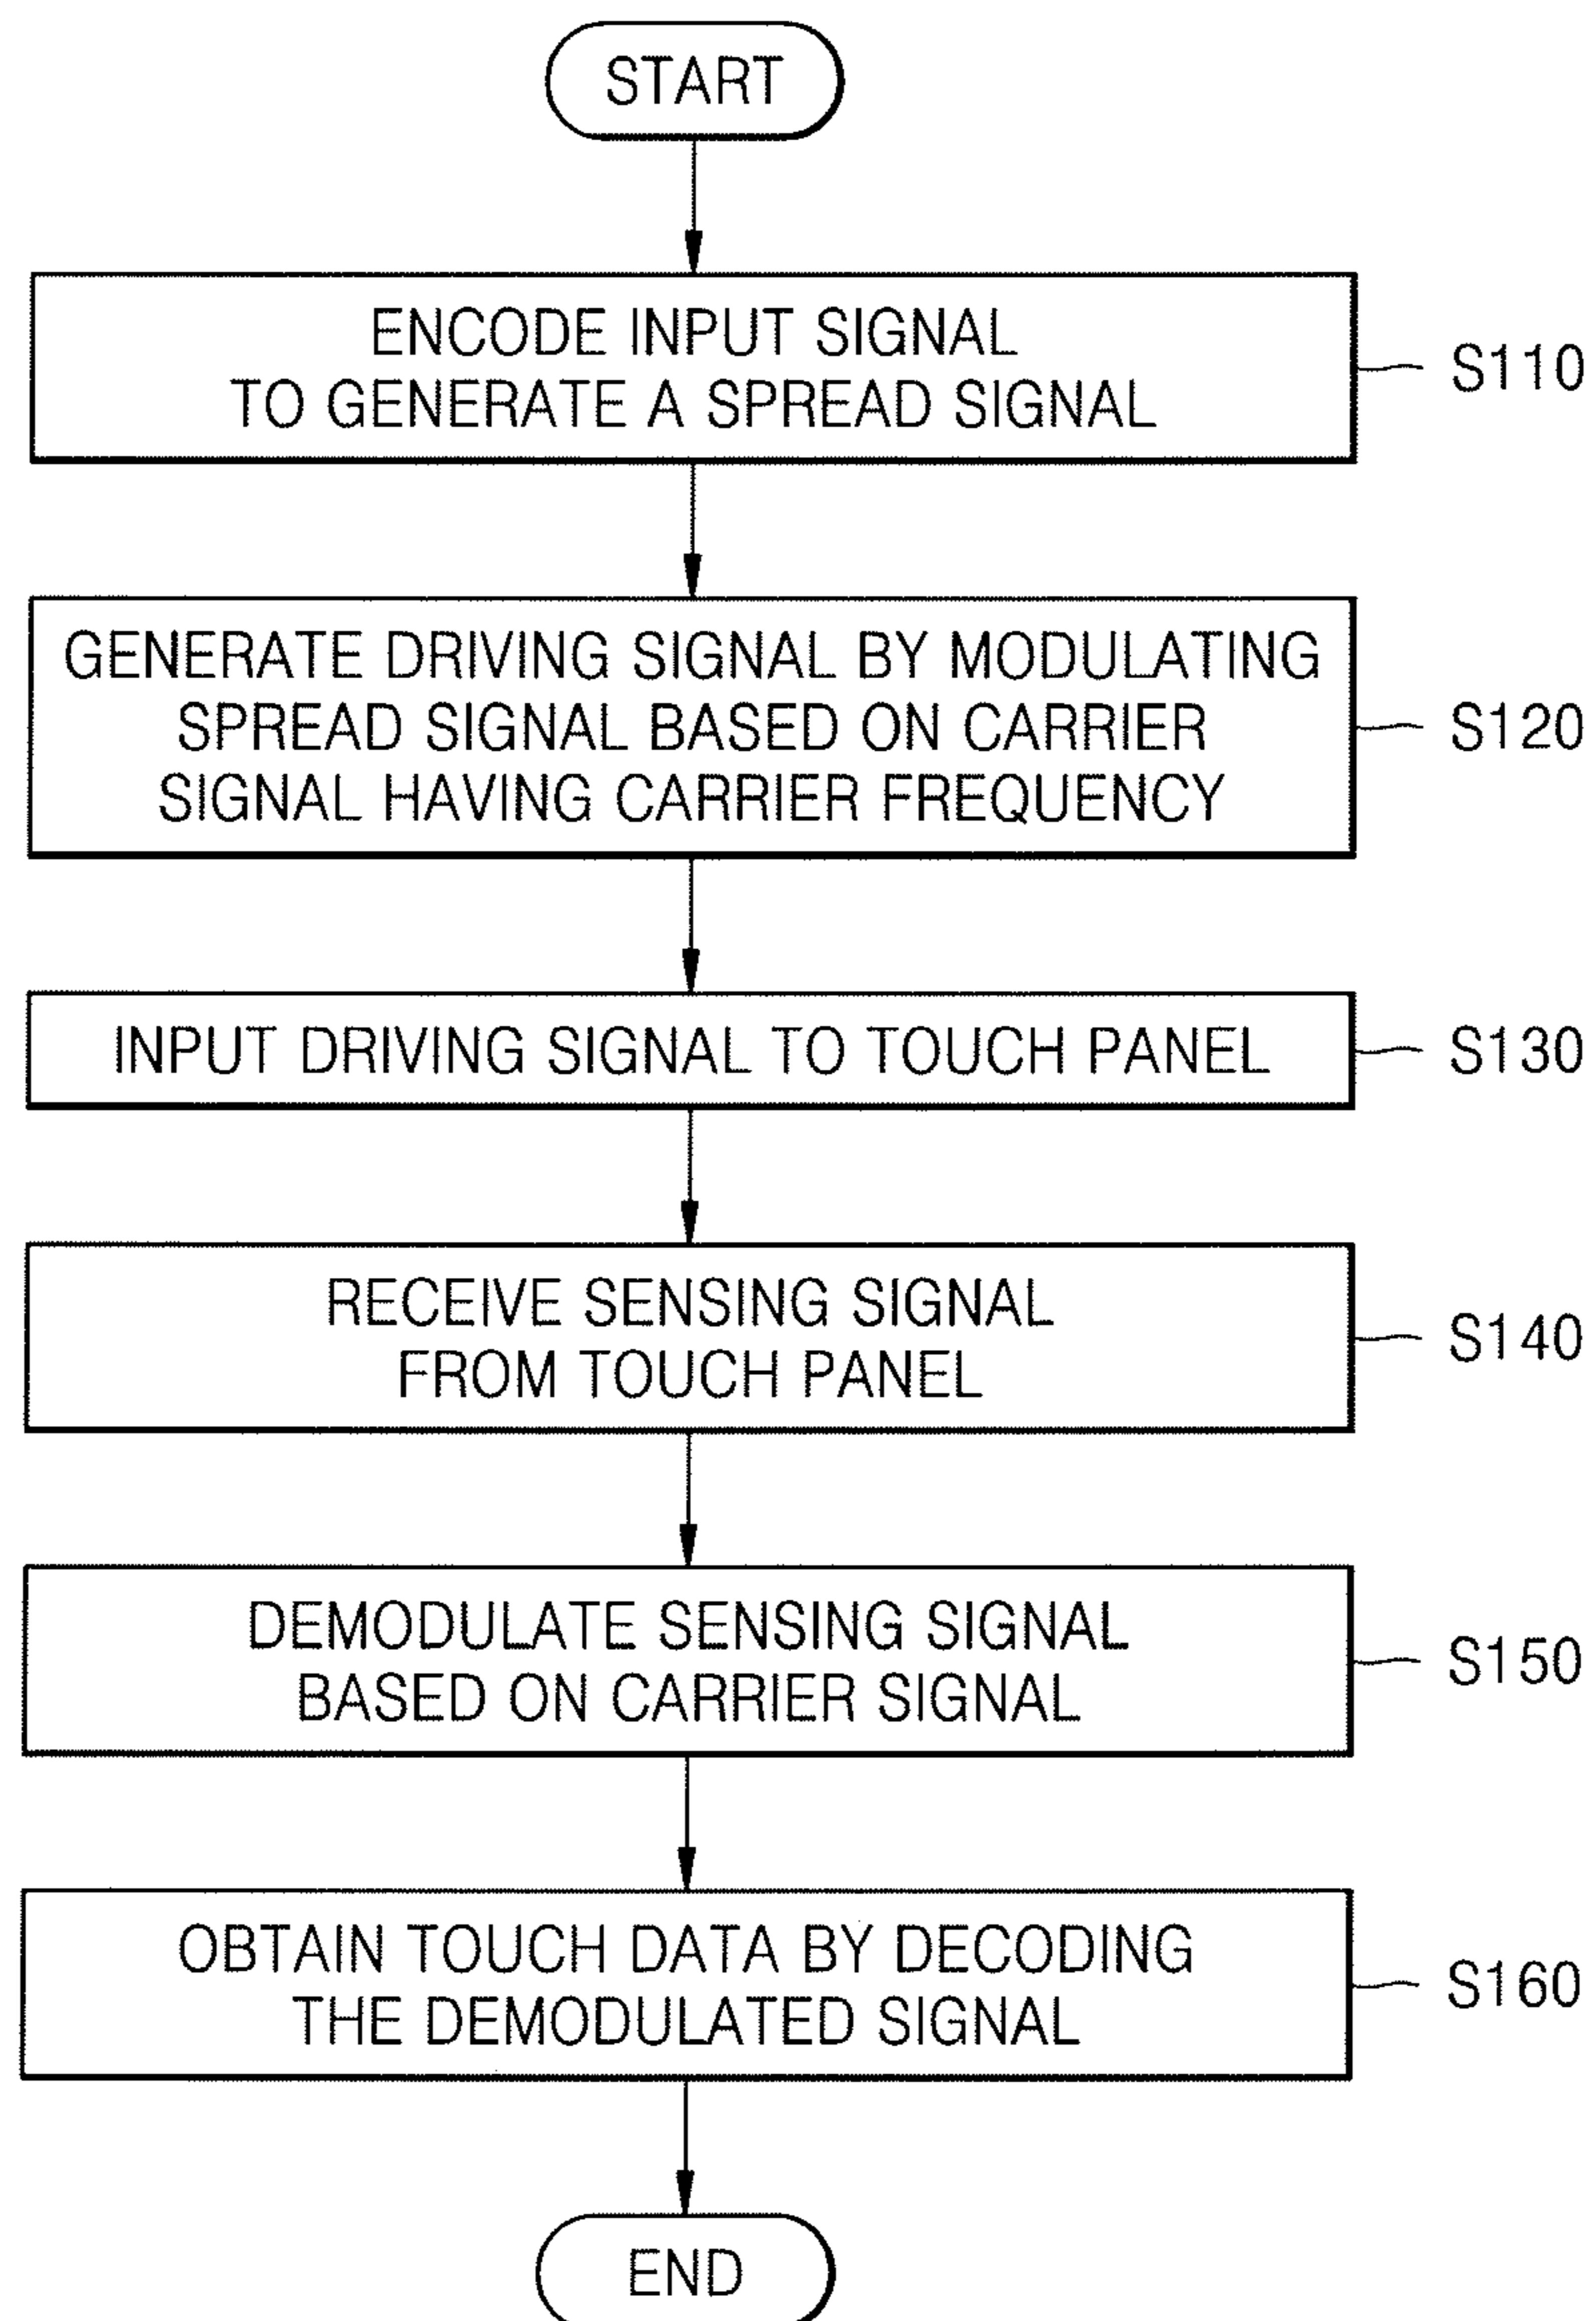 START
ENCODE INPUT SIGNAL
TO GENERATE A SPREAD SIGNAL
S110
GENERATE DRIVING SIGNAL BY MODULATING
SPREAD SIGNAL BASED ON CARRIER
SIGNAL HAVING CARRIER FREQUENCY
S120
INPUT DRIVING SIGNAL TO TOUCH PANEL
S130
RECEIVE SENSING SIGNAL
FROM TOUCH PANEL
S140
DEMODULATE SENSING SIGNAL
BASED ON CARRIER SIGNAL
S150
OBTAIN TOUCH DATA BY DECODING
THE DEMODULATED SIGNAL
S160
END